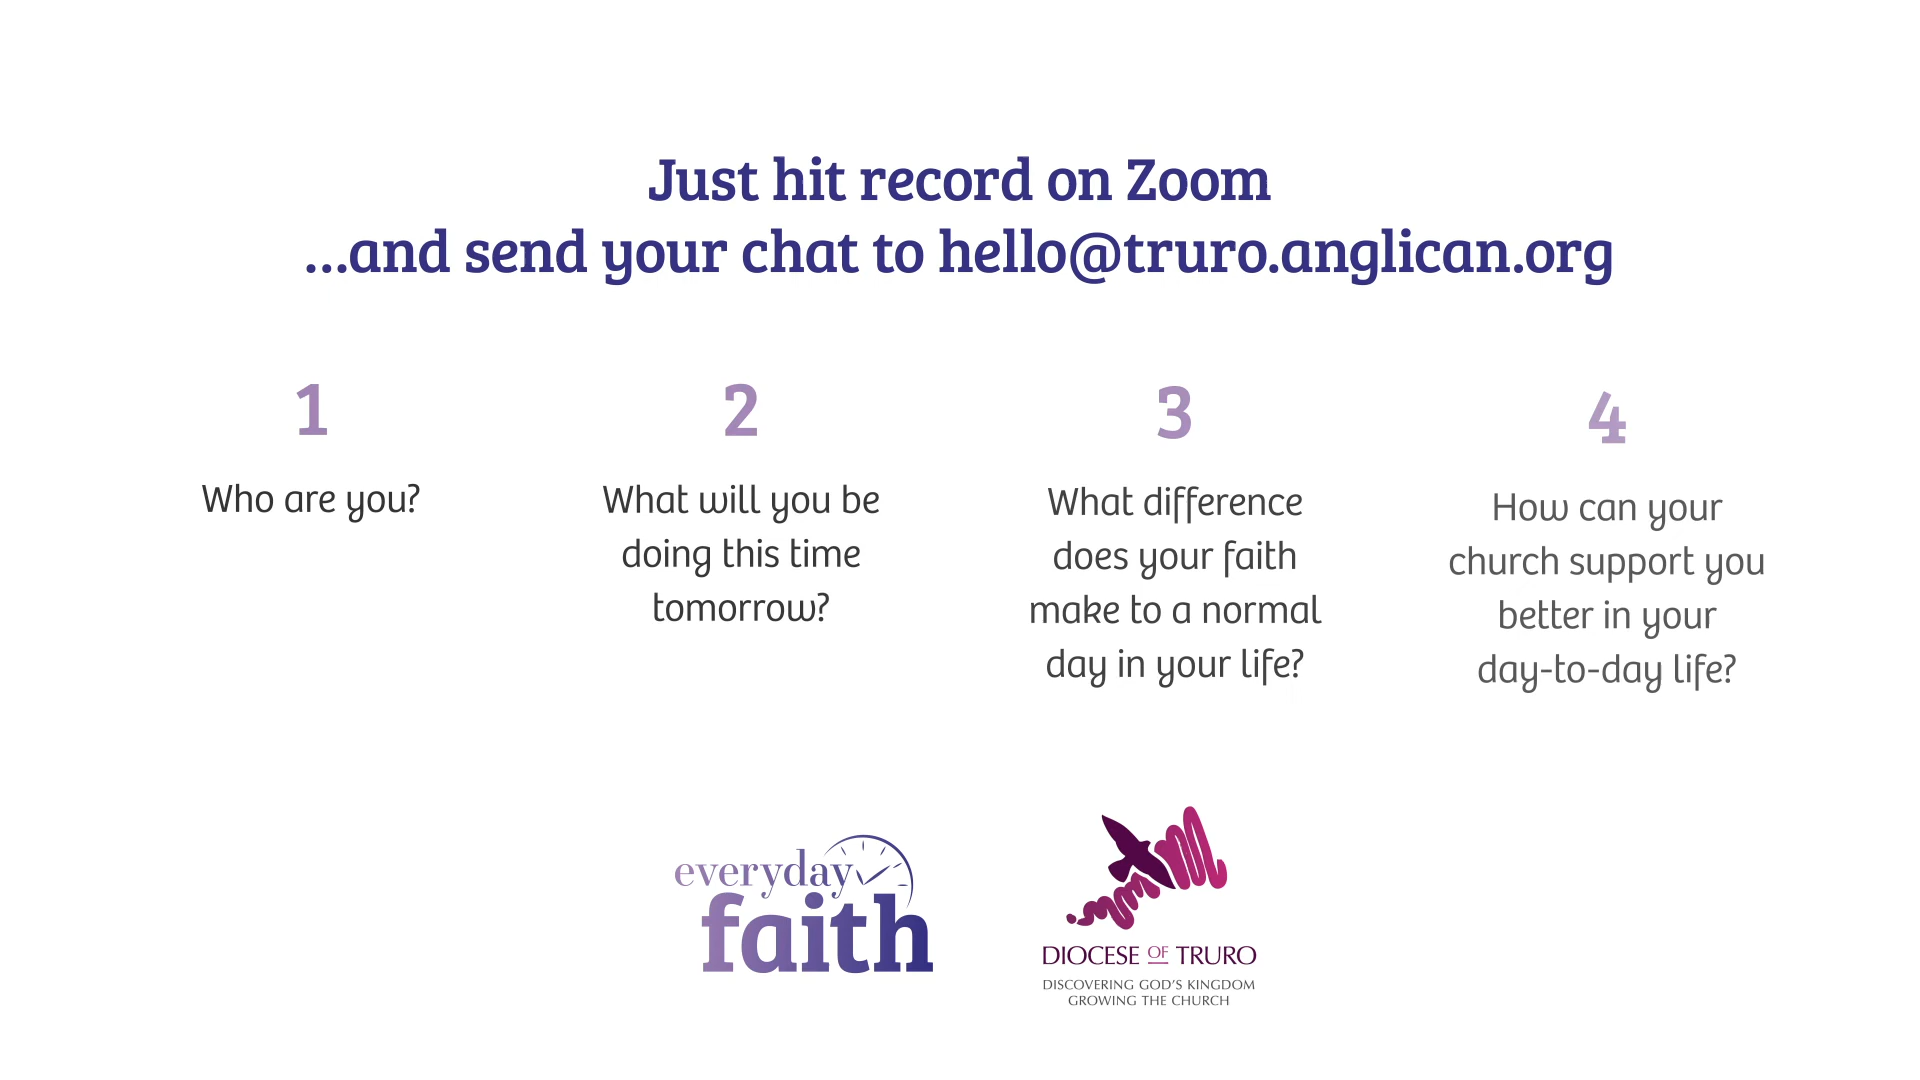 Just hit record on Zoom
...and send your chat to hello@truro.anglican.org
1
Who are you?
2
What will you be
doing this time
tomorrow?
3
What difference
does your faith
make to a normal
day in your life?
4
How can your
church support you
better in your
day-to-day life?
everyday
faith
DIOCESE OF TRURO
DISCOVERING GOD'S KINGDOM
GROWING THE CHURCH